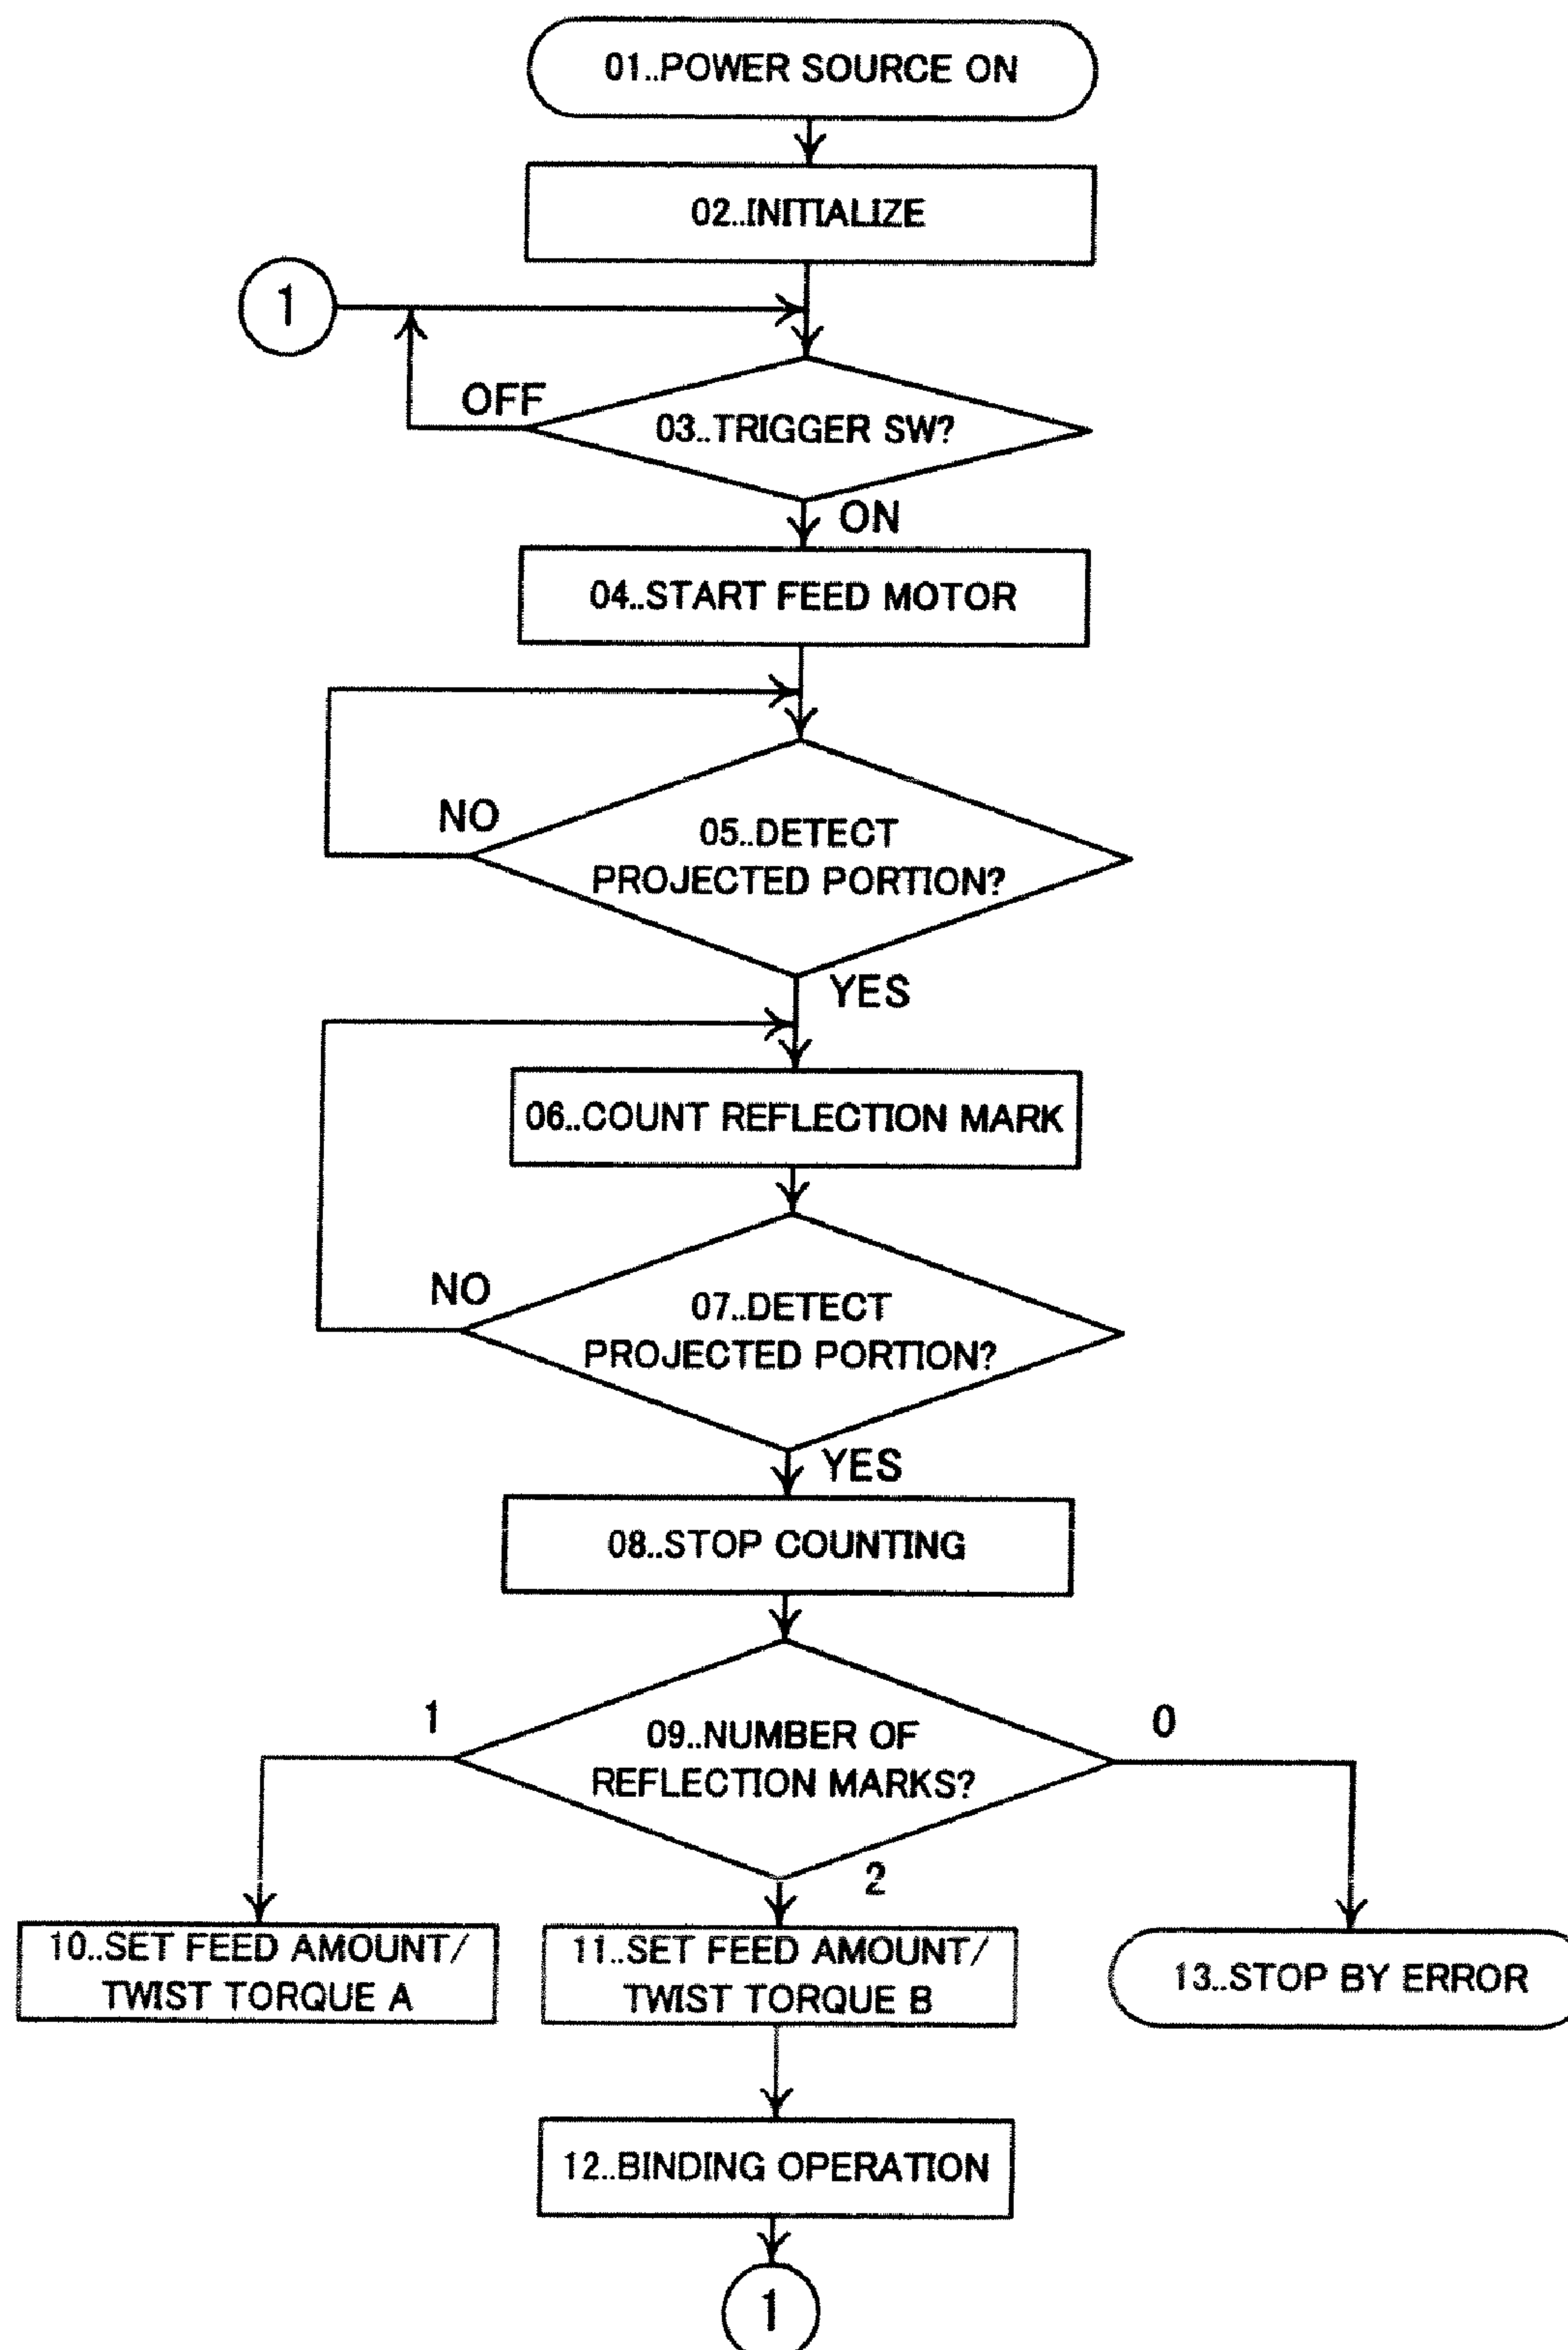 01..POWER SOURCE ON
02..INITIALIZE
1
OFF
03..TRIGGER SW?
ON
04..START FEED MOTOR
NO
05..DETECT
PROJECTED PORTION?
YES
06..COUNT REFLECTION MARK
NO
07..DETECT
PROJECTED PORTION?
YES
08..STOP COUNTING
1
09..NUMBER OF
REFLECTION MARKS?
0
2
10..SET FEED AMOUNT/
TWIST TORQUE A
11..SET FEED AMOUNT/
TWIST TORQUE B
13..STOP BY ERROR
12..BINDING OPERATION
1